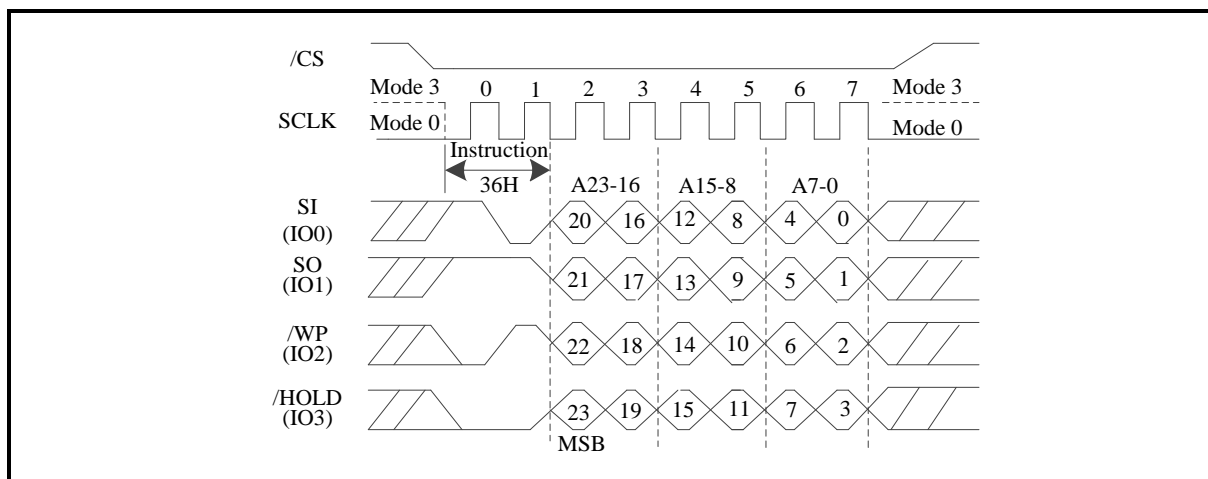 /CS
Mode 3 0 1 2 3 4 5 6 7 Mode 3
SCLK Mode 0 Mode 0
Instruction
36H A23-16 A15-8 A7-0
SI
(IO0) 20 16 12 8 4 0
SO
(IO1) 21 17 13 9 5 1
/WP
(IO2) 22 18 14 10 6 2
/HOLD
(IO3) 23 19 15 11 7 3
MSB